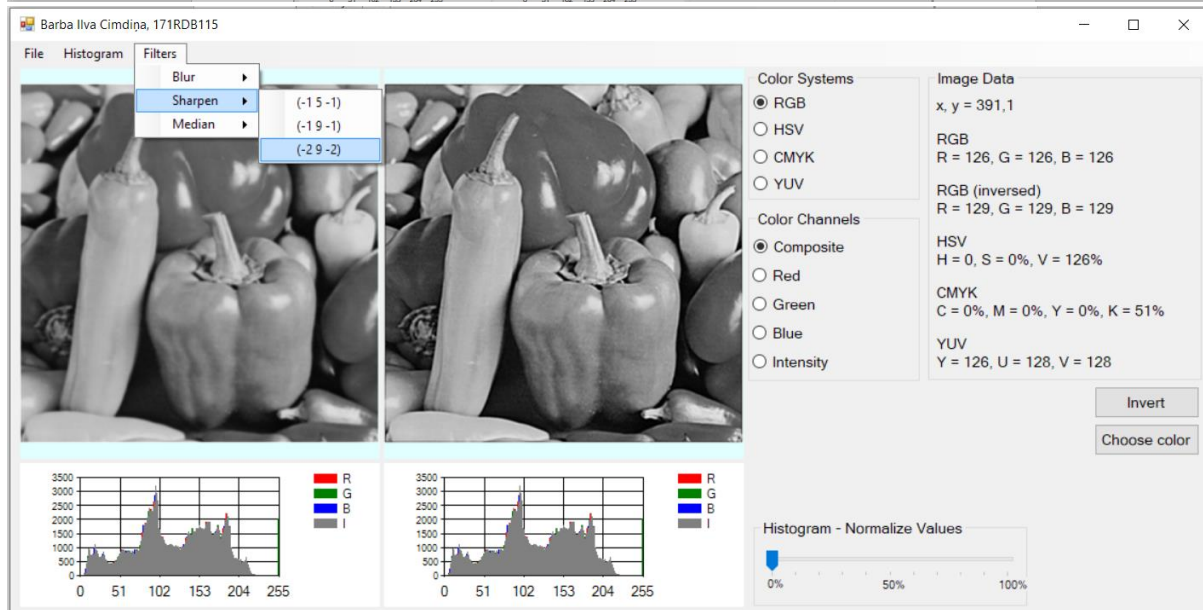 Barba Ilva Cimdiņa, 171RDB115
File Histogram Filters
Blur
Sharpen
Median
(-1 5 -1)
(-1 9 -1)
(-2 9 -2)
Color Systems
RGB
HSV
CMYK
YUV
Color Channels
Composite
Red
Green
Blue
Intensity
Image Data
x, y = 391,1
RGB
R = 126, G = 126, B = 126
RGB (inversed)
R = 129, G = 129, B = 129
HSV
H = 0, S = 0%, V = 126%
CMYK
C = 0%, M = 0%, Y = 0%, K = 51%
YUV
Y = 126, U = 128, V = 128
Invert
Choose color
3500
3000
2500
2000
1500
1000
500
0
0 51 102 153 204 255
R
G
B
I
3500
3000
2500
2000
1500
1000
500
0
0 51 102 153 204 255
R
G
B
I
Histogram - Normalize Values
0% 50% 100%